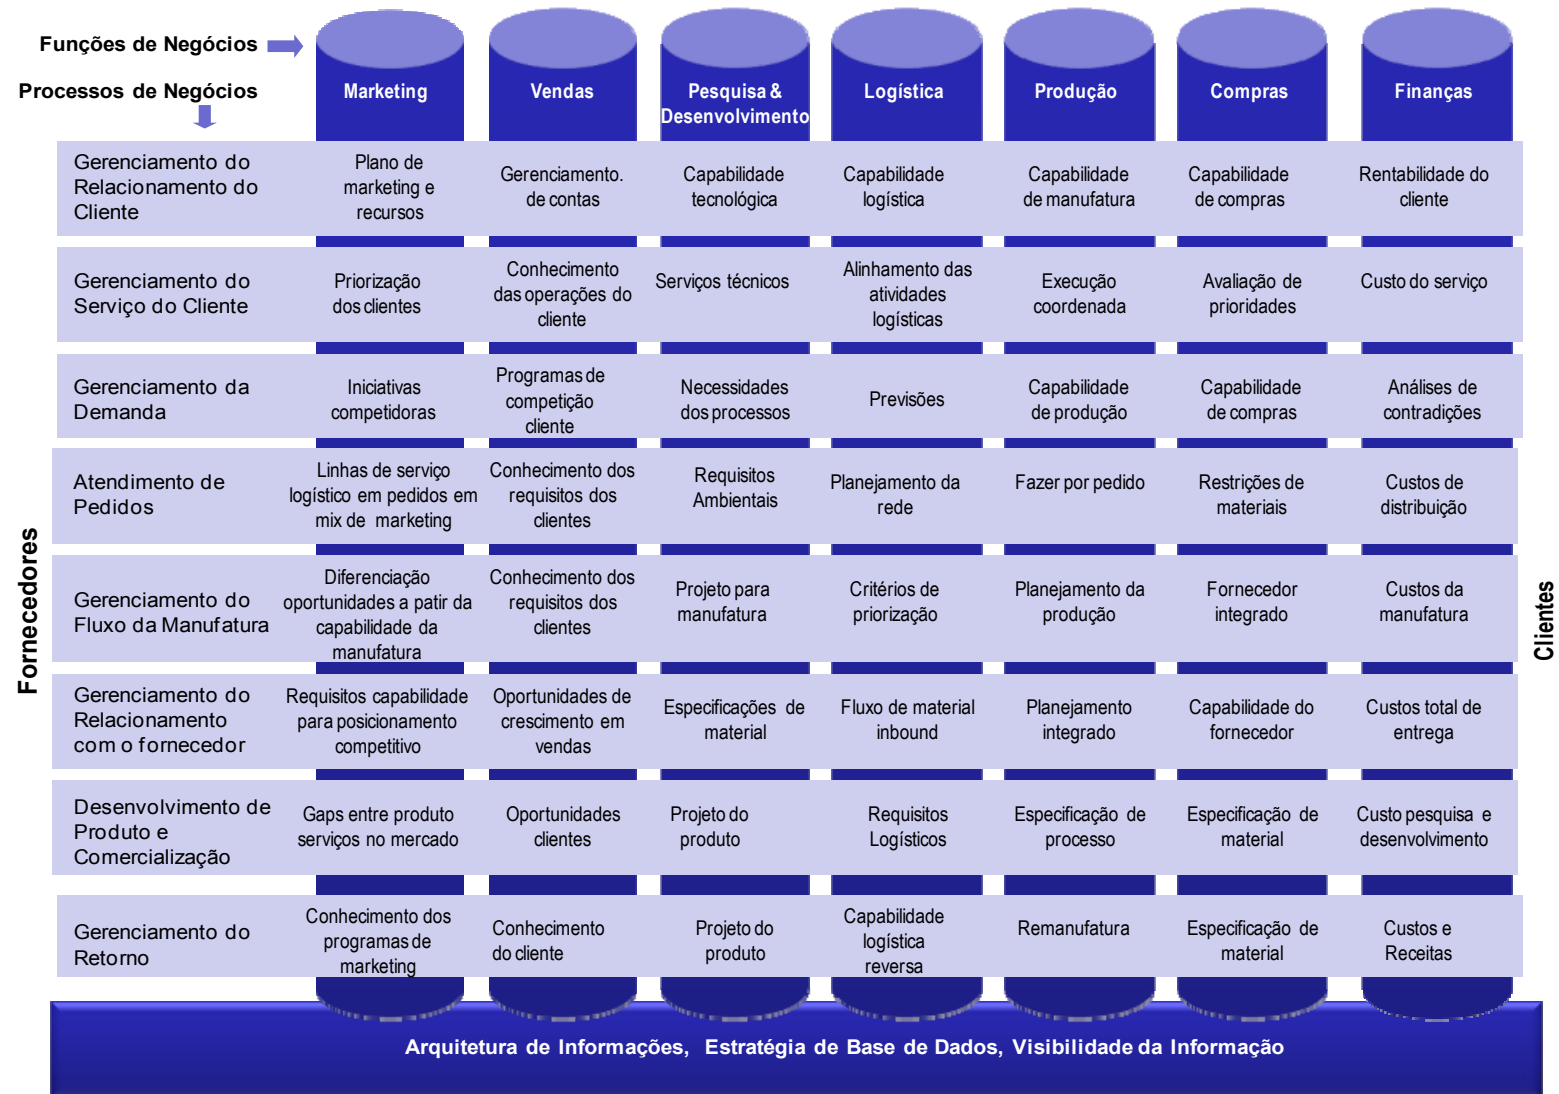 Funções de Negócios
Processos de Negócios
Marketing
Vendas
Pesquisa &
Desenvolvimento
Logística
Produção
Compras
Finanças
Gerenciamento do
Relacionamento do
Cliente
Plano de
marketing e
recursos
Gerenciamento.
de contas
Capabilidade
tecnológica
Capabilidade
logística
Capabilidade
de manufatura
Capabilidade
de compras
Rentabilidade do
cliente
Gerenciamento do
Serviço do Cliente
Priorização
dos clientes
Conhecimento
das operações do
cliente
Serviços técnicos
Alinhamento das
atividades
logísticas
Execução
coordenada
Avaliação de
prioridades
Custo do serviço
Gerenciamento da
Demanda
Iniciativas
competidoras
Programas de
competição
cliente
Necessidades
dos processos
Previsões
Capabilidade
de produção
Capabilidade
de compras
Análises de
contradições
Atendimento de
Pedidos
Linhas de serviço
logístico em pedidos em
mix de marketing
Conhecimento dos
requisitos dos
clientes
Requisitos
Ambientais
Planejamento da
rede
Fazer por pedido
Restrições de
materiais
Custos de
distribuição
Gerenciamento do
Fluxo da Manufatura
Diferenciação
oportunidades a patir da
capabilidade da
manufatura
Conhecimento dos
requisitos dos
clientes
Projeto para
manufatura
Critérios de
priorização
Planejamento da
produção
Fornecedor
integrado
Custos da
manufatura
Gerenciamento do
Relacionamento
com o fornecedor
Requisitos capabilidade
para posicionamento
competitivo
Oportunidades de
crescimento em
vendas
Especificações de
material
Fluxo de material
inbound
Planejamento
integrado
Capabilidade do
fornecedor
Custos total de
entrega
Desenvolvimento de
Produto e
Comercialização
Gaps entre produto
serviços no mercado
Oportunidades
clientes
Projeto do
produto
Requisitos
Logísticos
Especificação de
processo
Especificação de
material
Custo pesquisa e
desenvolvimento
Gerenciamento do
Retorno
Conhecimento dos
programas de
marketing
Conhecimento
do cliente
Projeto do
produto
Capabilidade
logística
reversa
Remanufatura
Especificação de
material
Custos e
Receitas
Fornecedores
Clientes
Arquitetura de Informações, Estratégia de Base de Dados, Visibilidade da Informação